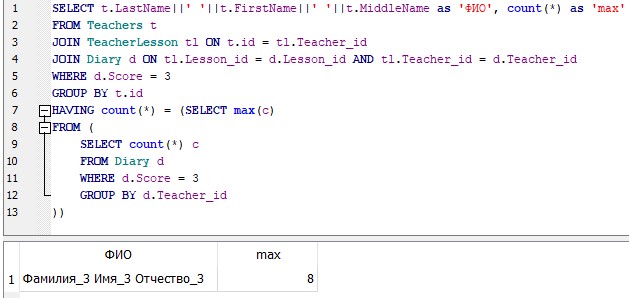 1 SELECT t.LastName||' '||t.FirstName||' '||t.MiddleName as 'ФИО', count(*) as 'max'
2 FROM Teachers t
3 JOIN TeacherLesson tl ON t.id = tl.Teacher_id
4 JOIN Diary d ON tl.Lesson_id = d.Lesson_id AND tl.Teacher_id = d.Teacher_id
5 WHERE d.Score = 3
6 GROUP BY t.id
7 HAVING count(*) = (SELECT max(c)
8 FROM (
9 SELECT count(*) c
10 FROM Diary d
11 WHERE d.Score = 3
12 GROUP BY d.Teacher_id
13 ))
ФИО max
1 Фамилия_3 Имя_3 Отчество_3 8